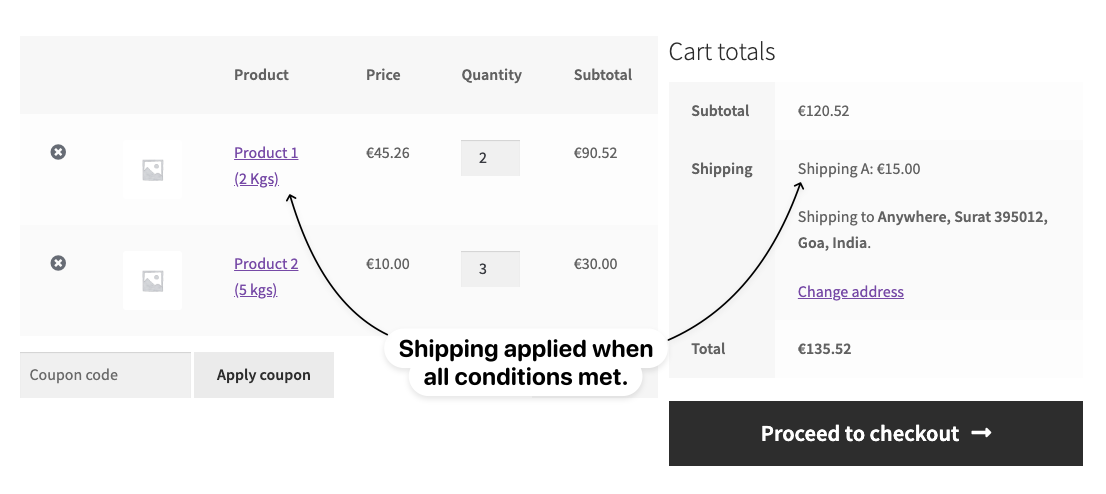 Cart totals
Product Price Quantity Subtotal
Product 1
(2 Kgs)
€45.26 2 €90.52
Product 2
(5 kgs)
€10.00 3 €30.00
Coupon code Apply coupon
Shipping applied when
all conditions met.
Subtotal €120.52
Shipping Shipping A: €15.00
Shipping to Anywhere, Surat 395012,
Goa, India.
Change address
Total €135.52
Proceed to checkout